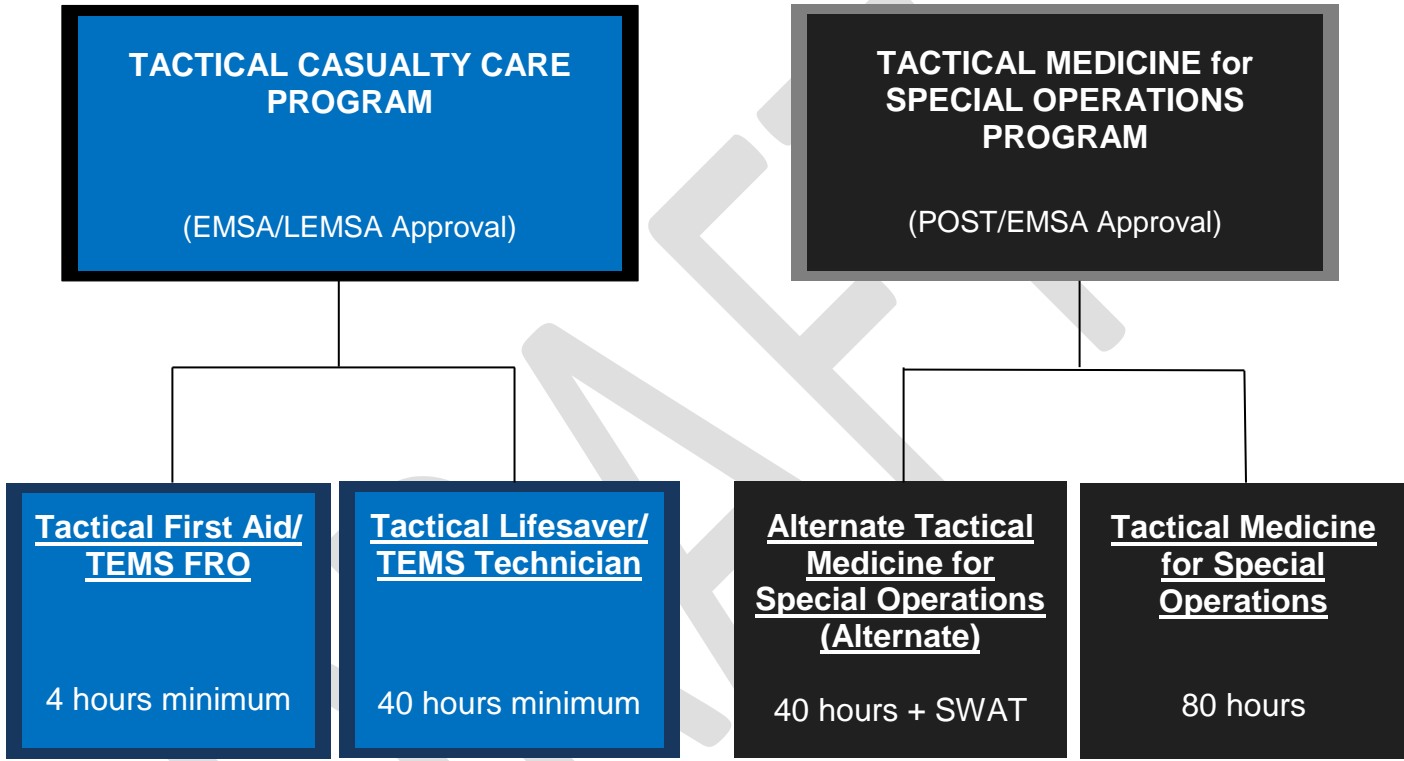 TACTICAL CASUALTY CARE
PROGRAM
(EMSA/LEMSA Approval)
TACTICAL MEDICINE for
SPECIAL OPERATIONS
PROGRAM
(POST/EMSA Approval)
Tactical First Aid/
TEMS FRO
4 hours minimum
Tactical Lifesaver/
TEMS Technician
40 hours minimum
Alternate Tactical
Medicine for
Special Operations
(Alternate)
40 hours + SWAT
Tactical Medicine
for Special
Operations
80 hours
DRAFT